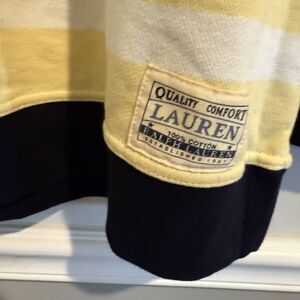 QUALITY COMFORT
LAUREN
100% COTTON
RALPH LAUREN
ESTABLISHED 1967